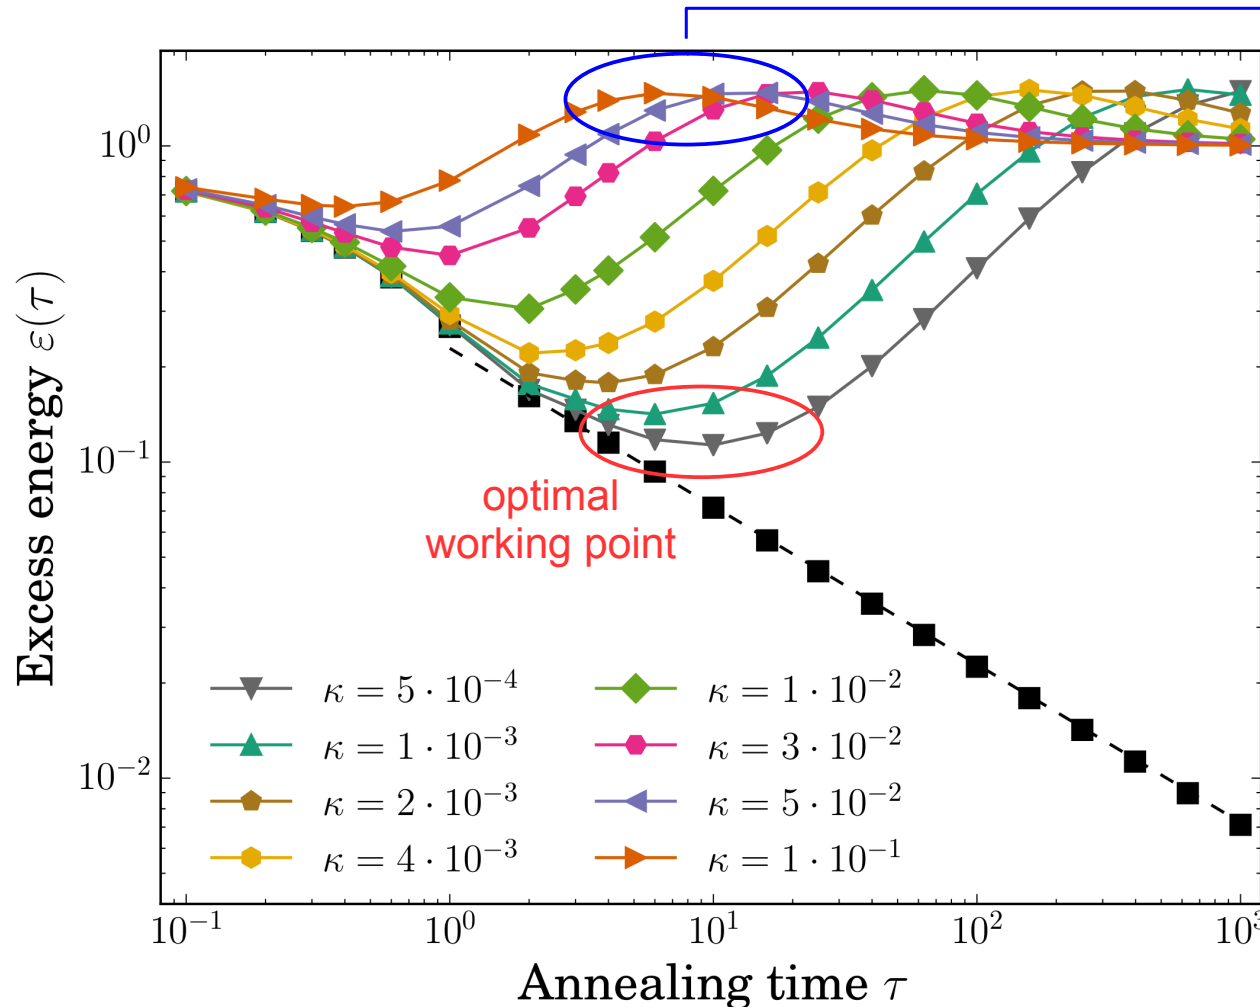 10⁰
10⁻¹
10⁻²
Excess energy ε(τ)
optimal
working point
κ = 5 · 10⁻⁴
κ = 1 · 10⁻³
κ = 2 · 10⁻³
κ = 4 · 10⁻³
κ = 1 · 10⁻²
κ = 3 · 10⁻²
κ = 5 · 10⁻²
κ = 1 · 10⁻¹
10⁻¹ 10⁰ 10¹ 10² 10³
Annealing time τ